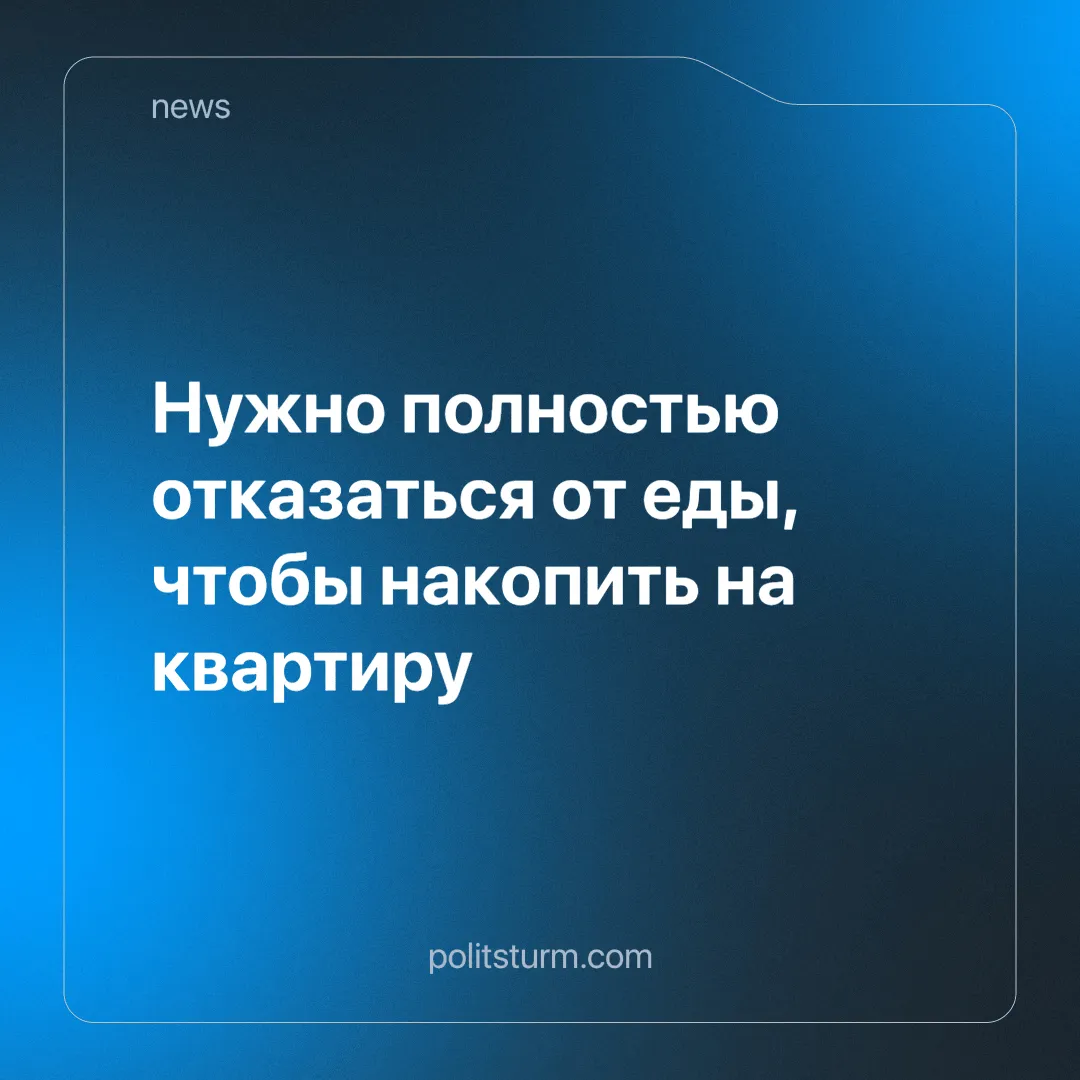 news
Нужно полностью
отказаться от еды,
чтобы накопить на
квартиру
politsturm.com